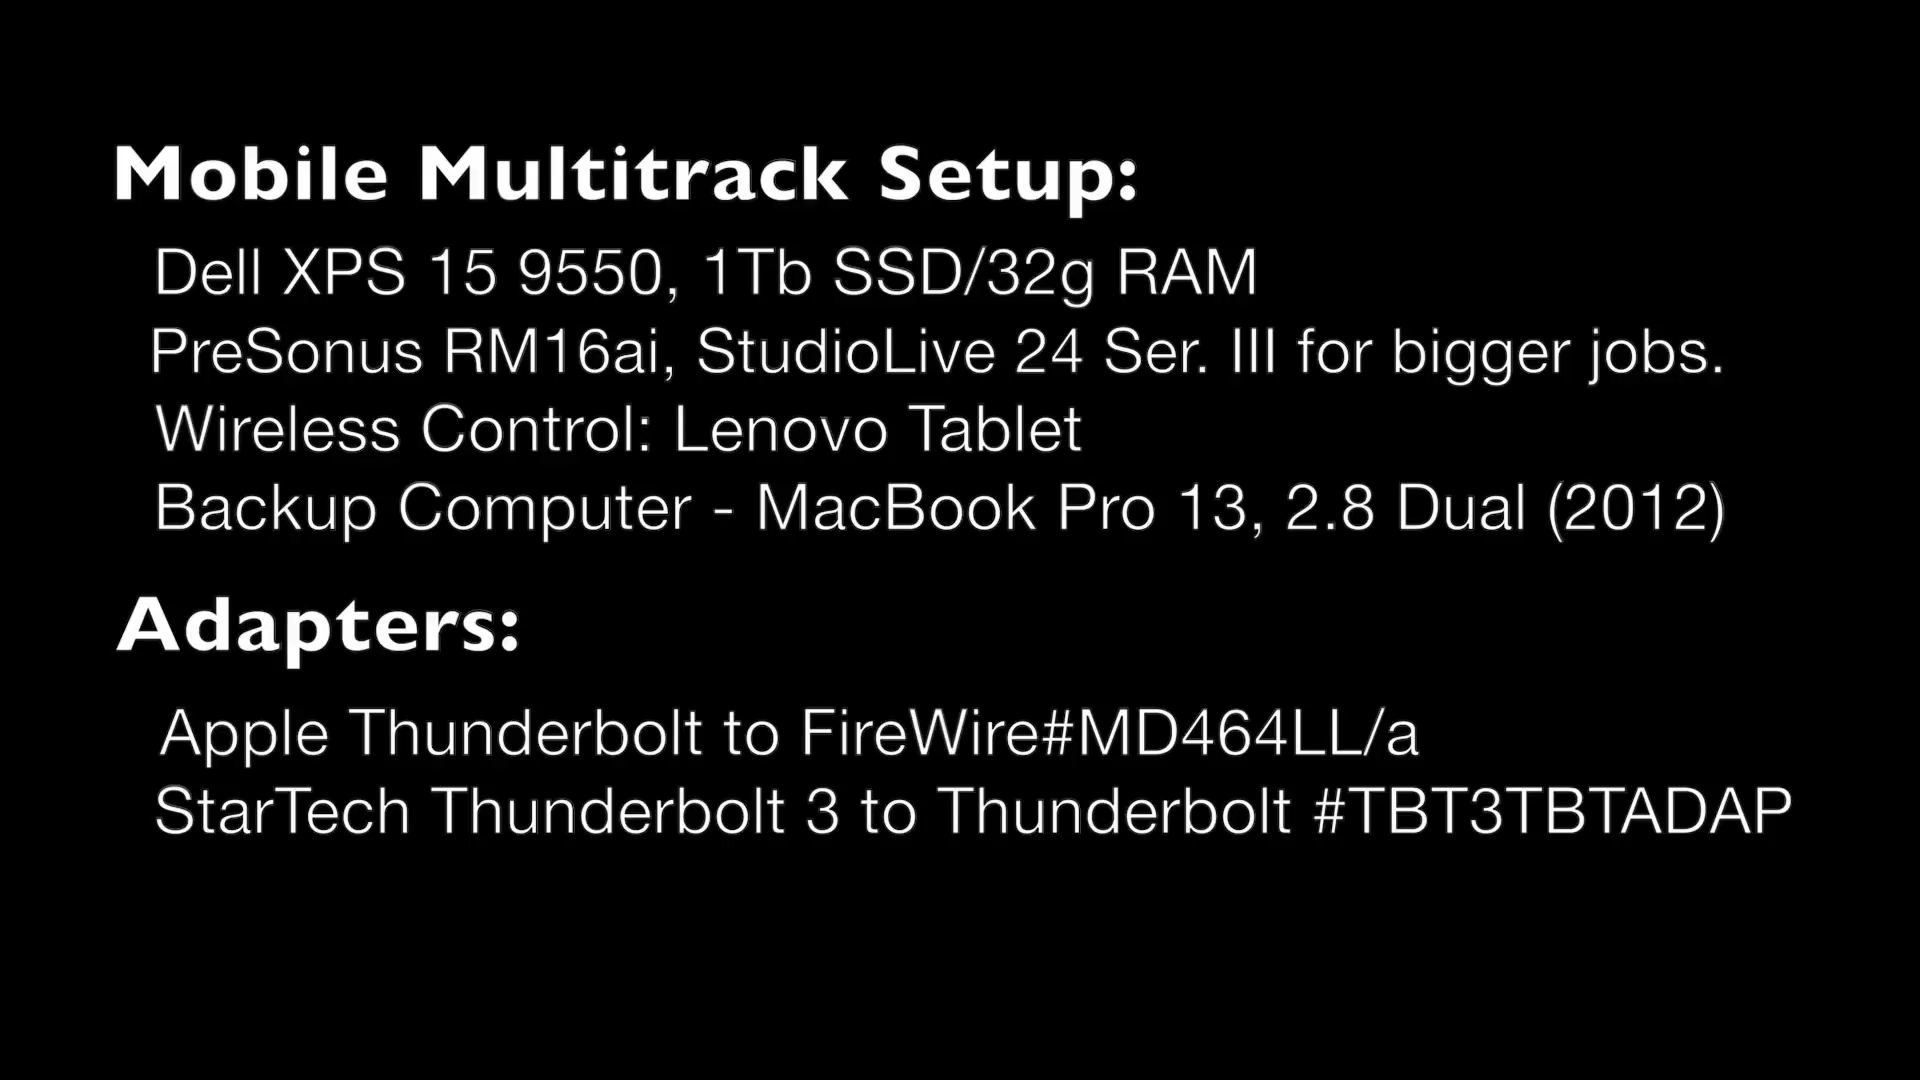 Mobile Multitrack Setup:
Dell XPS 15 9550, 1Tb SSD/32g RAM
PreSonus RM16ai, StudioLive 24 Ser. III for bigger jobs.
Wireless Control: Lenovo Tablet
Backup Computer - MacBook Pro 13, 2.8 Dual (2012)
Adapters:
Apple Thunderbolt to FireWire#MD464LL/a
StarTech Thunderbolt 3 to Thunderbolt #TBT3TBTADAP